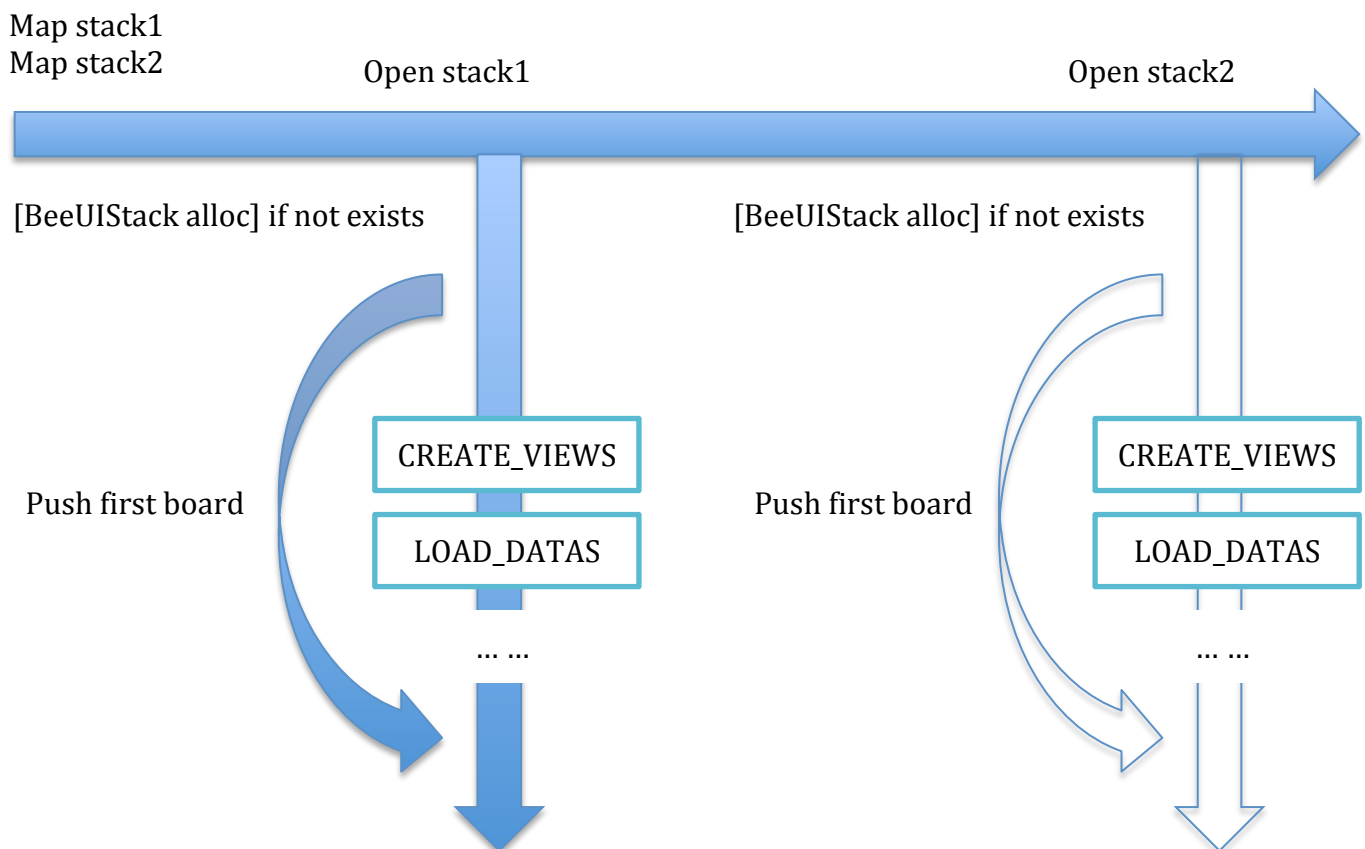 Map stack1
Map stack2
Open stack1
Open stack2
[BeeUIStack alloc] if not exists
[BeeUIStack alloc] if not exists
CREATE_VIEWS
CREATE_VIEWS
Push first board
Push first board
LOAD_DATAS
LOAD_DATAS
... ...
... ...